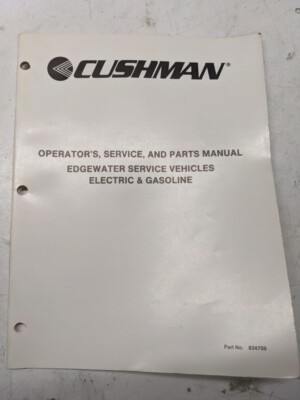 CUSHMAN®
OPERATOR'S, SERVICE, AND PARTS MANUAL
EDGEWATER SERVICE VEHICLES
ELECTRIC & GASOLINE
Part No.